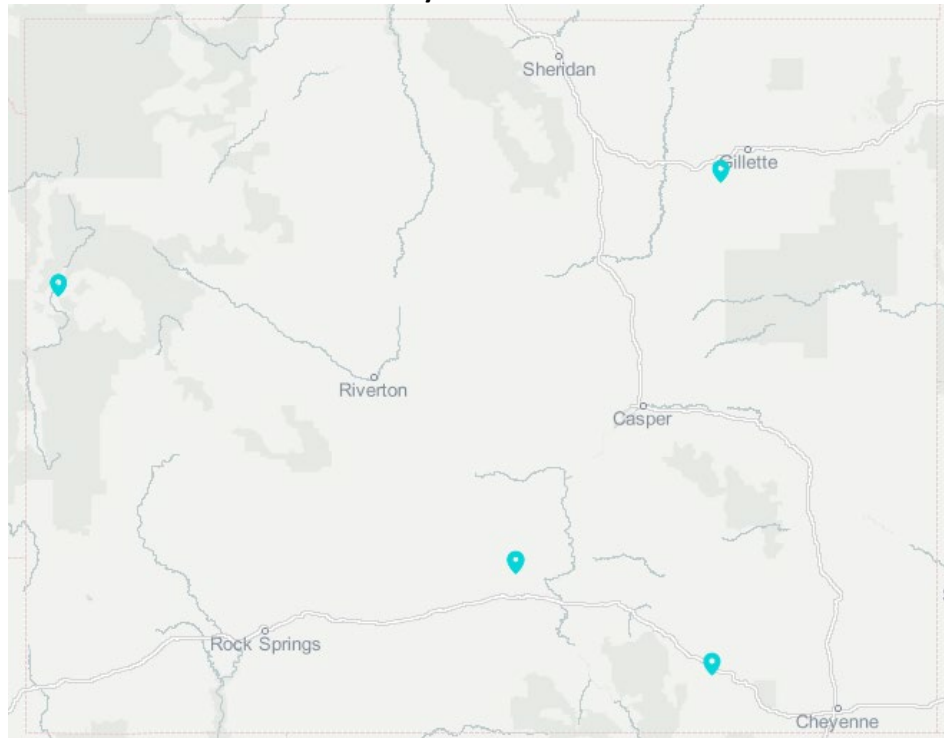 Sheridan
Gillette
Riverton
Casper
Rock Springs
Cheyenne